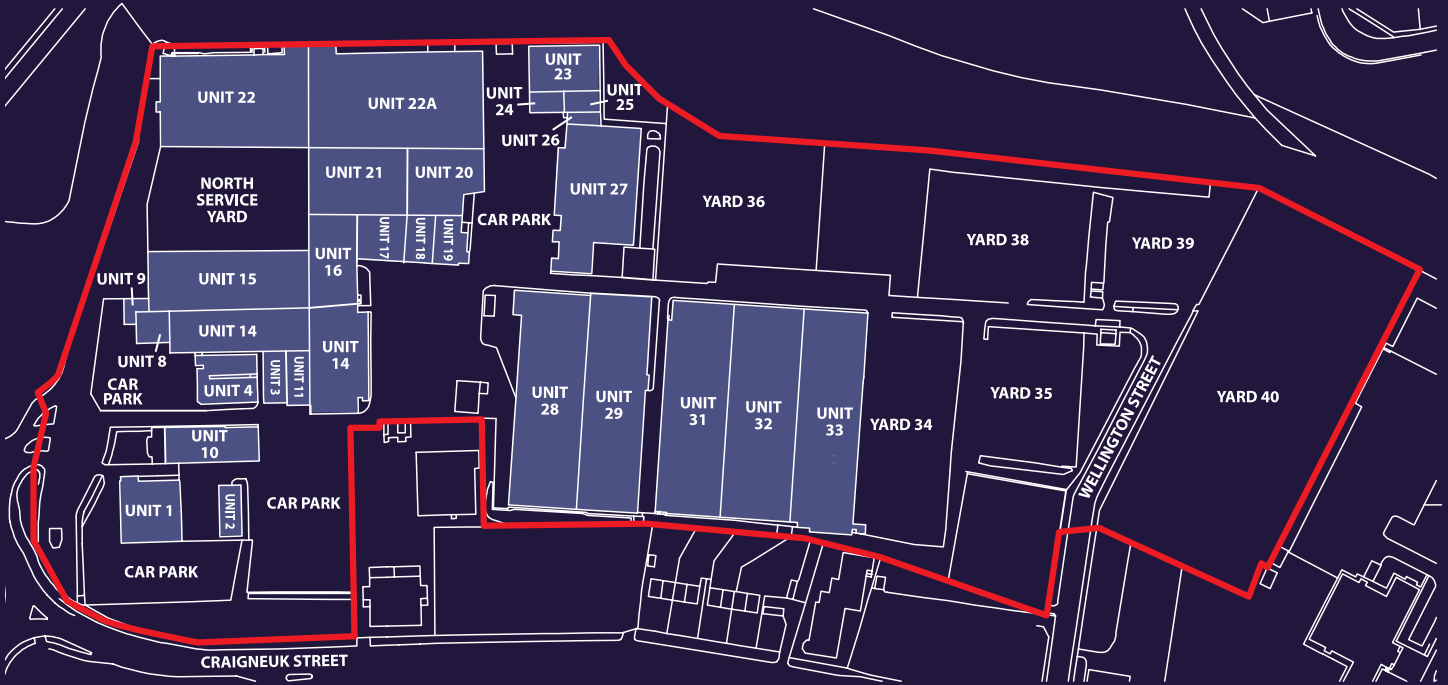 UNIT 22
UNIT 22A
UNIT
23
UNIT
24
UNIT
25
UNIT 26
NORTH
SERVICE
YARD
UNIT 21
UNIT 20
UNIT 27
CAR PARK
UNIT 17
UNIT 18
UNIT 19
YARD 36
YARD 38
YARD 39
UNIT
16
UNIT 9
UNIT 15
UNIT 14
UNIT
14
UNIT 8
CAR
PARK
UNIT 4
UNIT 3
UNIT 11
UNIT
28
UNIT
29
UNIT
31
UNIT
32
UNIT
33
YARD 34
YARD 35
WELLINGTON STREET
YARD 40
UNIT
10
UNIT 1
UNIT 2
CAR PARK
CAR PARK
CRAIGNEUK STREET